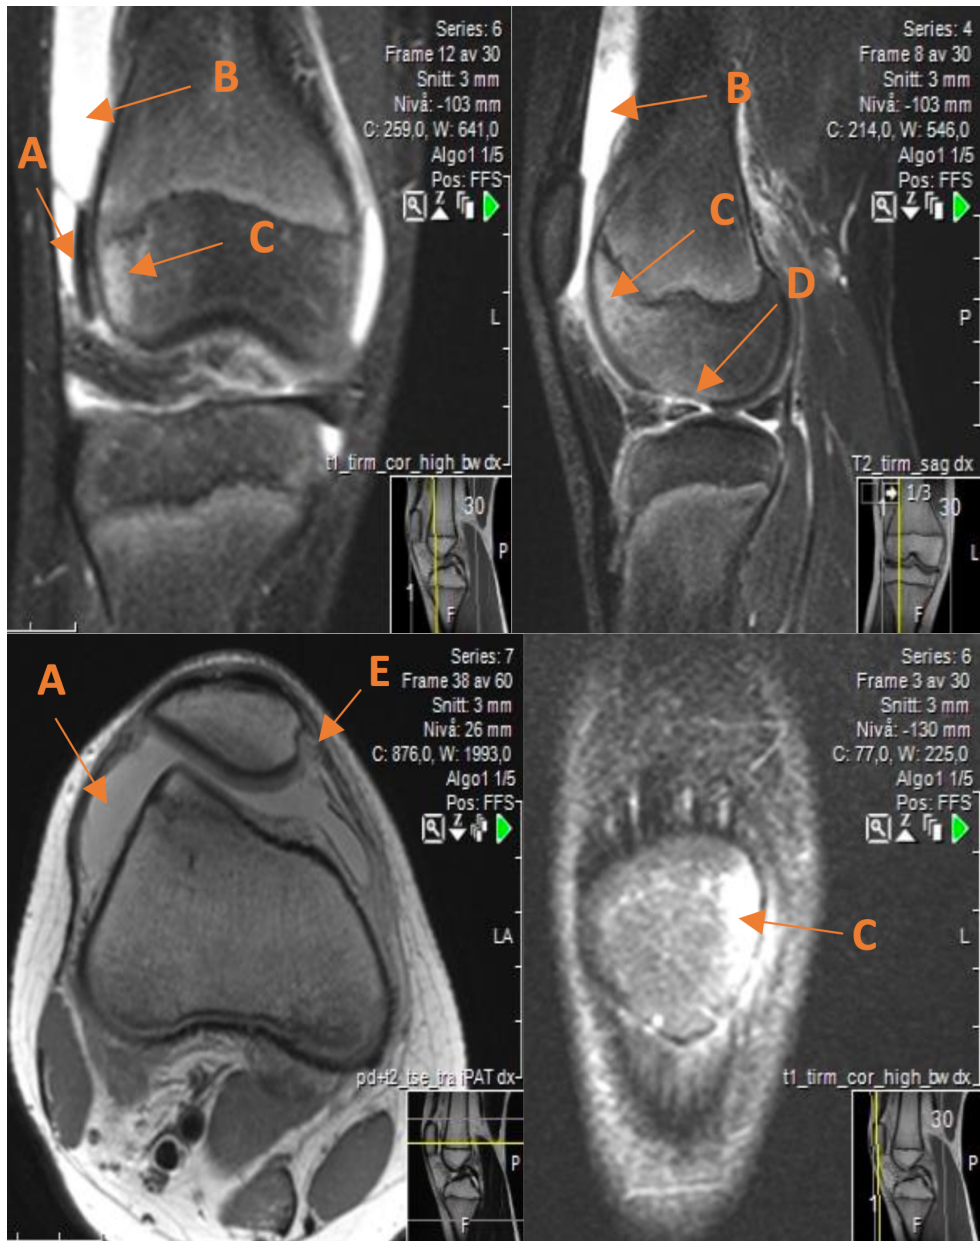 Series: 6
Frame 12 av 30
Snitt: 3 mm
Nivå: -103 mm
C: 259,0, W: 641,0,
Algo1 1/5
Pos: FFS
B
A
C
L
t1_tirm_cor_high_bw dx
30
P
1
F
Series: 4
Frame 8 av 30
Snitt: 3 mm
Nivå: -103 mm
C: 214,0, W: 546,0,
Algo1 1/5
Pos: FFS
B
C
D
P
T2_tirm_sag dx
1/3
1
30
L
F
Series: 7
Frame 38 av 60
Snitt: 3 mm
Nivå: 26 mm
C: 876,0, W: 1993,0,
Algo1 1/5
Pos: FFS
A
E
LA
pd+t2_tse_tra fPAT dx
P
F
Series: 6
Frame 3 av 30
Snitt: 3 mm
Nivå: -130 mm
C: 77,0, W: 225,0,
Algo1 1/5
Pos: FFS
C
L
t1_tirm_cor_high_bw dx
30
P
1
F